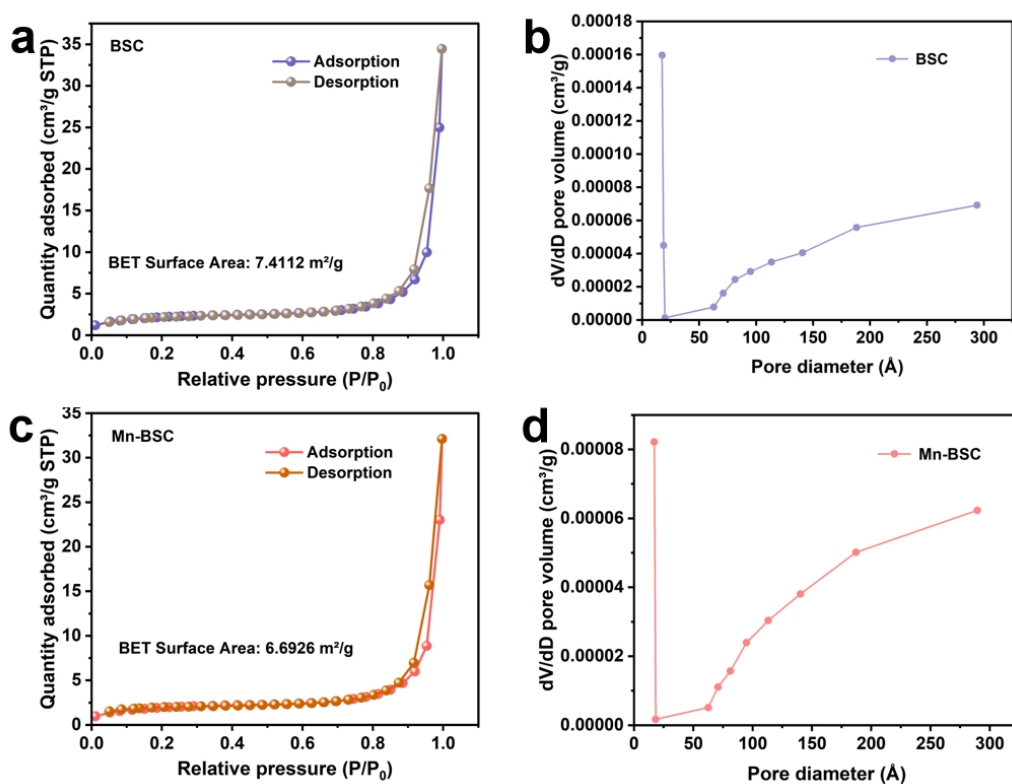 a
BSC
Adsorption
Desorption
BET Surface Area: 7.4112 m²/g
Quantity adsorbed (cm³/g STP)
35
30
25
20
15
10
5
0
0.0 0.2 0.4 0.6 0.8 1.0
Relative pressure (P/P₀)
b
BSC
dV/dD pore volume (cm³/g)
0.00018
0.00016
0.00014
0.00012
0.00010
0.00008
0.00006
0.00004
0.00002
0.00000
0 50 100 150 200 250 300
Pore diameter (Å)
c
Mn-BSC
Adsorption
Desorption
BET Surface Area: 6.6926 m²/g
Quantity adsorbed (cm³/g STP)
35
30
25
20
15
10
5
0
0.0 0.2 0.4 0.6 0.8 1.0
Relative pressure (P/P₀)
d
Mn-BSC
dV/dD pore volume (cm³/g)
0.00008
0.00006
0.00004
0.00002
0.00000
0 50 100 150 200 250 300
Pore diameter (Å)